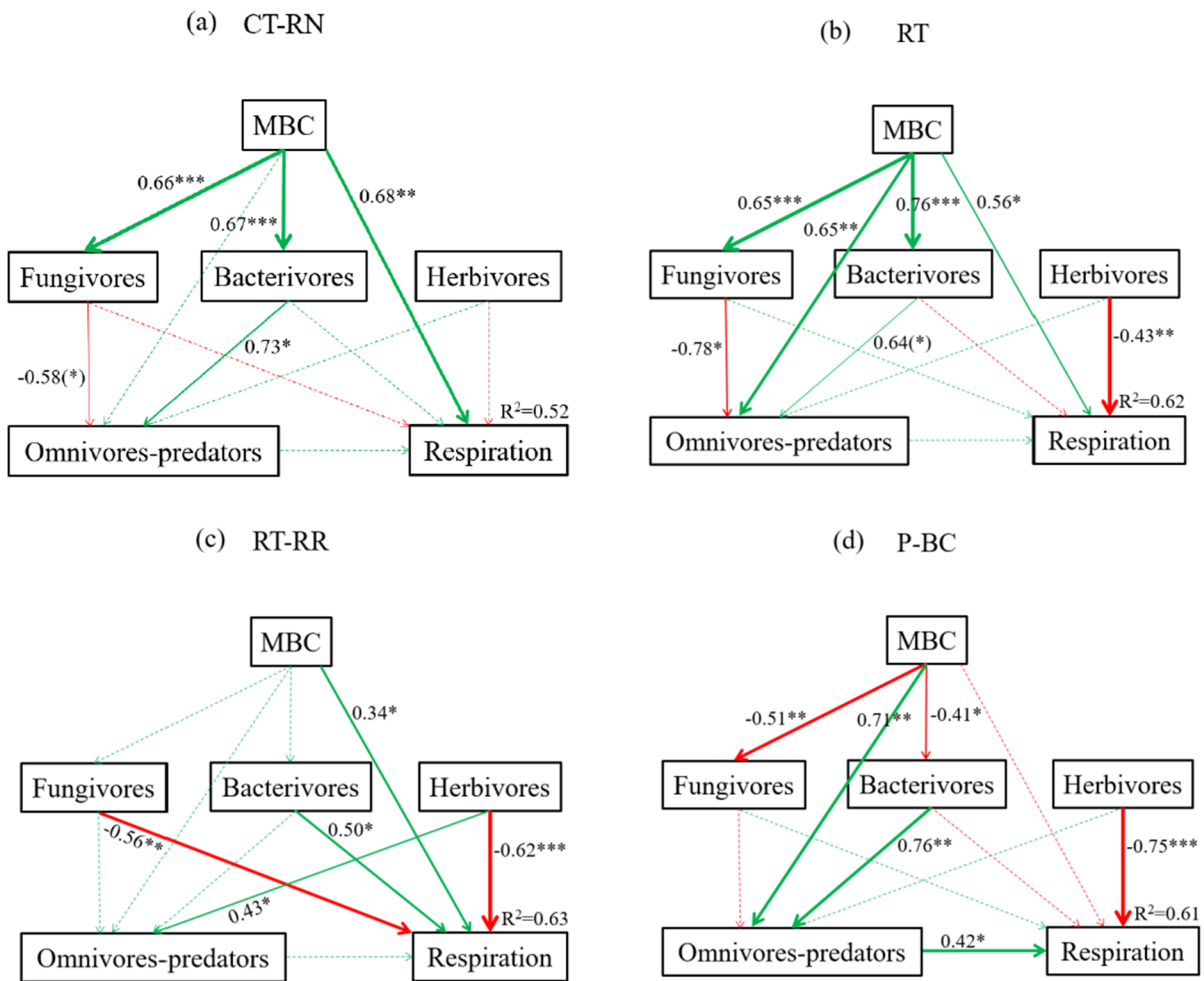 (a) CT-RN
MBC
0.66***
0.67***
0.68**
Fungivores
Bacterivores
Herbivores
-0.58(*)
0.73*
R²=0.52
Omnivores-predators
Respiration
(b) RT
MBC
0.65***
0.65**
0.76***
0.56*
Fungivores
Bacterivores
Herbivores
-0.78*
0.64(*)
-0.43**
R²=0.62
Omnivores-predators
Respiration
(c) RT-RR
MBC
0.34*
Fungivores
Bacterivores
Herbivores
-0.56**
0.50*
-0.62***
0.43*
R²=0.63
Omnivores-predators
Respiration
(d) P-BC
MBC
-0.51**
0.71**
-0.41*
Fungivores
Bacterivores
Herbivores
0.76**
-0.75***
R²=0.61
Omnivores-predators
0.42*
Respiration